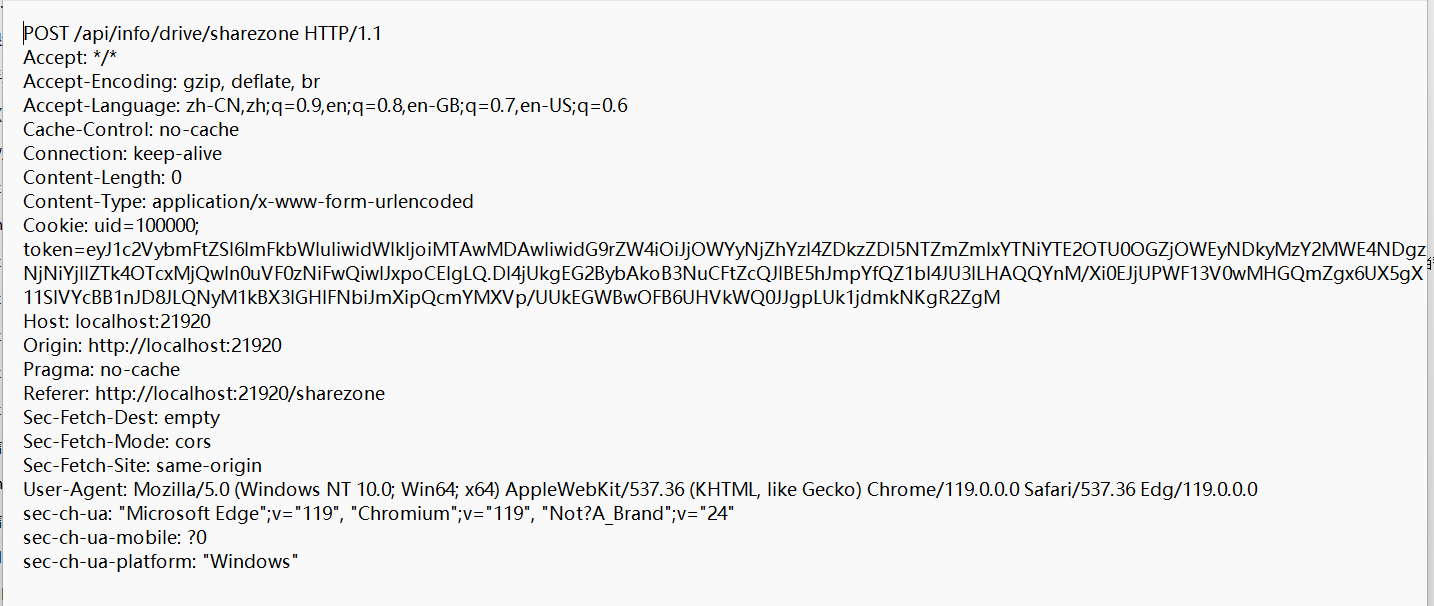 POST /api/info/drive/sharezone HTTP/1.1
Accept: */*
Accept-Encoding: gzip, deflate, br
Accept-Language: zh-CN,zh;q=0.9,en;q=0.8,en-GB;q=0.7,en-US;q=0.6
Cache-Control: no-cache
Connection: keep-alive
Content-Length: 0
Content-Type: application/x-www-form-urlencoded
Cookie: uid=100000;
token=eyJ1c2VybmFtZSI6ImFkbWluIiwidWlkIjoiMTAwMDAwIiwidG9rZW4iOiJjOWYyNjZhYzI4ZDkzZDI5NTZmZmIxYTNiYTE2OTU0OGZjOWEyNDkyMzY2MWE4NDgz
NjNiYjllZTk4OTcxMjQwIn0uVF0zNiFwQiwlJxpoCEIgLQ.Dl4jUkgEG2BybAkoB3NuCFtZcQJIBE5hJmpYfQZ1bl4JU3lLHAQQYnM/Xi0EJjUPWF13V0wMHGQmZgx6UX5gX
11SIVYcBB1nJD8JLQNyM1kBX3lGHlFNbiJmXipQcmYMXVp/UUkEGWBwOFB6UHVkWQ0JJgpLUk1jdmkNKgR2ZgM
Host: localhost:21920
Origin: http://localhost:21920
Pragma: no-cache
Referer: http://localhost:21920/sharezone
Sec-Fetch-Dest: empty
Sec-Fetch-Mode: cors
Sec-Fetch-Site: same-origin
User-Agent: Mozilla/5.0 (Windows NT 10.0; Win64; x64) AppleWebKit/537.36 (KHTML, like Gecko) Chrome/119.0.0.0 Safari/537.36 Edg/119.0.0.0
sec-ch-ua: "Microsoft Edge";v="119", "Chromium";v="119", "Not?A_Brand";v="24"
sec-ch-ua-mobile: ?0
sec-ch-ua-platform: "Windows"